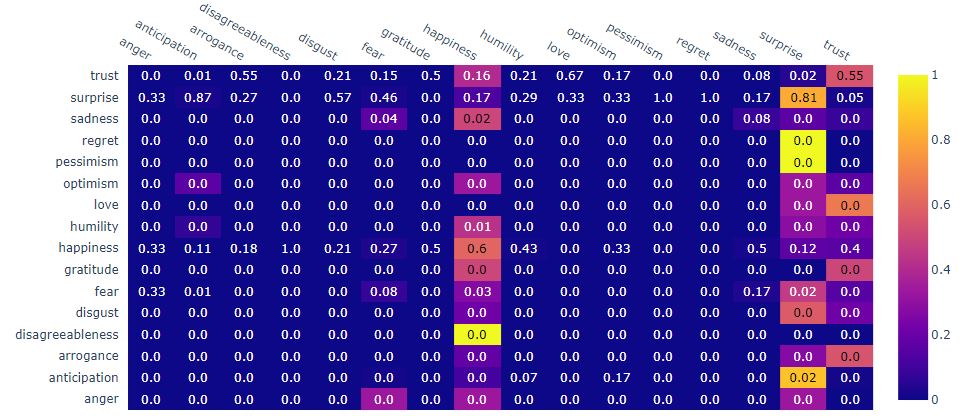 anger anticipation arrogance disagreeableness disgust fear gratitude happiness humility love optimism pessimism regret sadness surprise trust
trust 0.0 0.01 0.55 0.0 0.21 0.15 0.5 0.16 0.21 0.67 0.17 0.0 0.0 0.08 0.02 0.55
surprise 0.33 0.87 0.27 0.0 0.57 0.46 0.0 0.17 0.29 0.33 0.33 1.0 1.0 0.17 0.81 0.05
sadness 0.0 0.0 0.0 0.0 0.0 0.04 0.0 0.02 0.0 0.0 0.0 0.0 0.0 0.08 0.0 0.0
regret 0.0 0.0 0.0 0.0 0.0 0.0 0.0 0.0 0.0 0.0 0.0 0.0 0.0 0.0 0.0 0.0
pessimism 0.0 0.0 0.0 0.0 0.0 0.0 0.0 0.0 0.0 0.0 0.0 0.0 0.0 0.0 0.0 0.0
optimism 0.0 0.0 0.0 0.0 0.0 0.0 0.0 0.0 0.0 0.0 0.0 0.0 0.0 0.0 0.0 0.0
love 0.0 0.0 0.0 0.0 0.0 0.0 0.0 0.0 0.0 0.0 0.0 0.0 0.0 0.0 0.0 0.0
humility 0.0 0.0 0.0 0.0 0.0 0.0 0.0 0.01 0.0 0.0 0.0 0.0 0.0 0.0 0.0 0.0
happiness 0.33 0.11 0.18 1.0 0.21 0.27 0.5 0.6 0.43 0.0 0.33 0.0 0.0 0.5 0.12 0.4
gratitude 0.0 0.0 0.0 0.0 0.0 0.0 0.0 0.0 0.0 0.0 0.0 0.0 0.0 0.0 0.0 0.0
fear 0.33 0.01 0.0 0.0 0.0 0.08 0.0 0.03 0.0 0.0 0.0 0.0 0.0 0.17 0.02 0.0
disgust 0.0 0.0 0.0 0.0 0.0 0.0 0.0 0.0 0.0 0.0 0.0 0.0 0.0 0.0 0.0 0.0
disagreeableness 0.0 0.0 0.0 0.0 0.0 0.0 0.0 0.0 0.0 0.0 0.0 0.0 0.0 0.0 0.0 0.0
arrogance 0.0 0.0 0.0 0.0 0.0 0.0 0.0 0.0 0.0 0.0 0.0 0.0 0.0 0.0 0.0 0.0
anticipation 0.0 0.0 0.0 0.0 0.0 0.0 0.0 0.0 0.07 0.0 0.17 0.0 0.0 0.0 0.02 0.0
anger 0.0 0.0 0.0 0.0 0.0 0.0 0.0 0.0 0.0 0.0 0.0 0.0 0.0 0.0 0.0 0.0
1
0.8
0.6
0.4
0.2
0